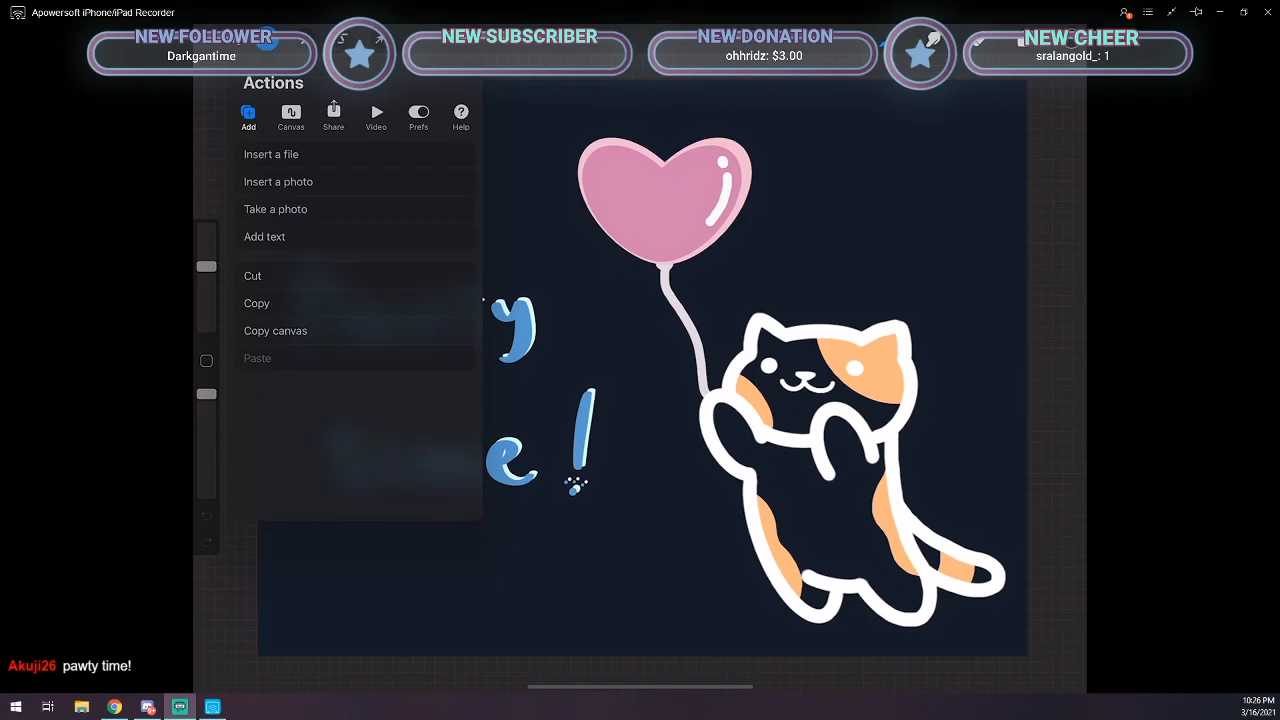 Apowersoft iPhone/iPad Recorder
NEW FOLLOWER
Darkgantime
NEW SUBSCRIBER
NEW DONATION
ohhridz: $3.00
NEW CHEER
sralangold_: 1
Actions
Add
Canvas
Share
Video
Prefs
Help
Insert a file
Insert a photo
Take a photo
Add text
Cut
Copy
Copy canvas
Paste
y
e!
Akuji26 pawty time!
10:26 PM
3/16/2021